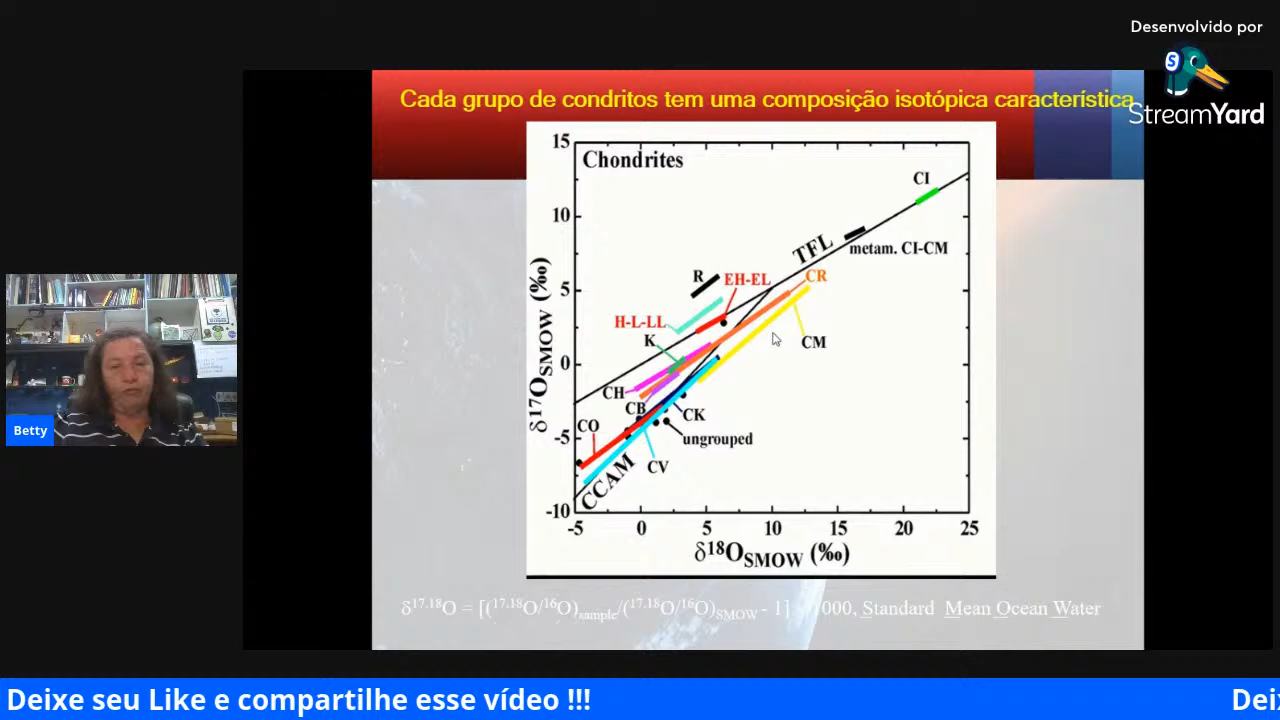 Desenvolvido por
StreamYard
Cada grupo de condritos tem uma composição isotópica característica
Chondrites
15
10
5
0
-5
-10
δ¹⁷O_SMOW (‰)
CI
TFL
metam. CI-CM
R
EH-EL
CR
H-L-LL
K
CM
CH
CB
CK
CO
ungrouped
CV
CCAM
-5 0 5 10 15 20 25
δ¹⁸O_SMOW (‰)
δ¹⁷·¹⁸O = [(¹⁷·¹⁸O/¹⁶O)sample/(¹⁷·¹⁸O/¹⁶O)SMOW - 1] 1000, Standard Mean Ocean Water
Betty
Deixe seu Like e compartilhe esse vídeo !!!
Dei